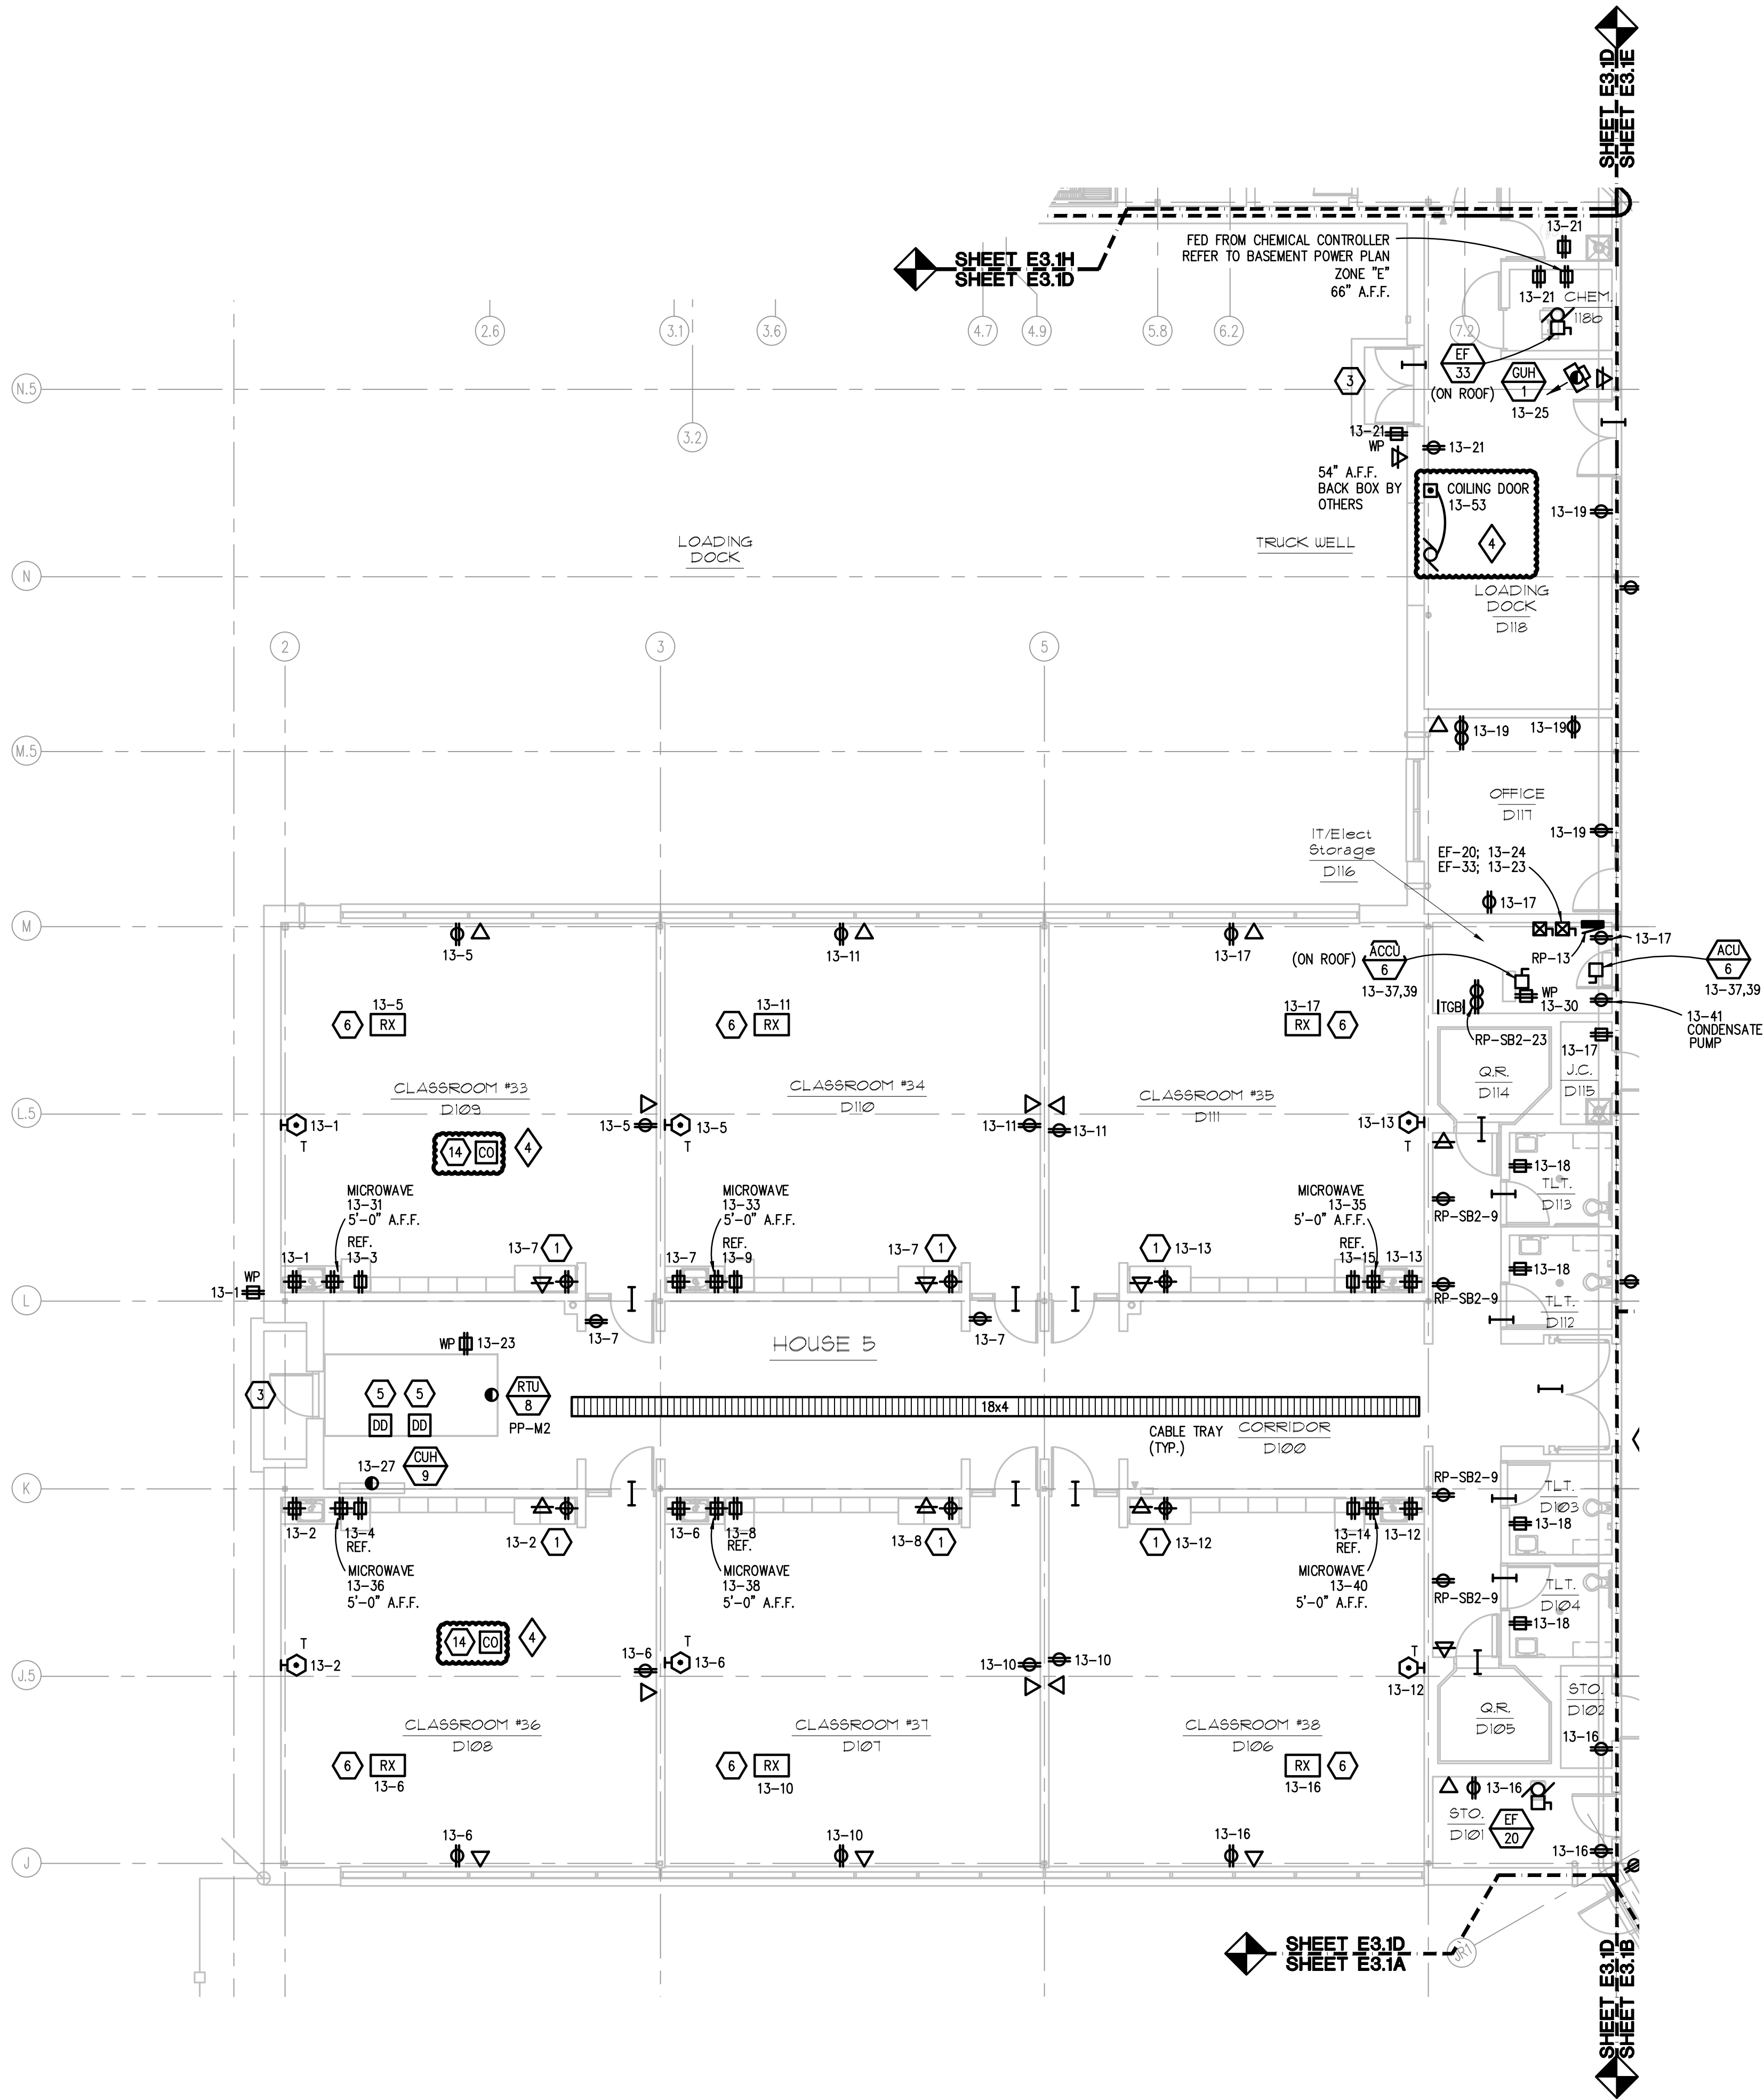 SHEET E3.1D
SHEET E3.1E
SHEET E3.1H
SHEET E3.1D
FED FROM CHEMICAL CONTROLLER
REFER TO BASEMENT POWER PLAN
ZONE "E"
66" A.F.F.
13-21
13-21
CHEM.
118b
2.6
3.1
3.6
4.7
4.9
5.8
6.2
7.2
EF
33
(ON ROOF)
GUH
1
13-25
3
N.5
3.2
13-21
WP
13-21
54" A.F.F.
BACK BOX BY
OTHERS
COILING DOOR
13-53
4
13-19
LOADING
DOCK
TRUCK WELL
N
LOADING
DOCK
D118
2
3
5
M.5
13-19
13-19
OFFICE
D117
13-19
IT/Elect
Storage
D116
EF-20; 13-24
EF-33; 13-23
13-17
M
13-5
13-11
13-17
RP-13
13-17
(ON ROOF)
ACCU
6
13-37,39
ACU
6
13-37,39
WP
13-30
TGB
13-41
CONDENSATE
PUMP
RP-SB2-23
13-5
6
RX
13-11
6
RX
13-17
RX
6
13-17
J.C.
D115
Q.R.
D114
CLASSROOM #33
D109
CLASSROOM #34
D110
CLASSROOM #35
D111
L.5
13-1
T
13-5
13-5
T
13-11
13-11
13-13
T
14
CO
4
13-18
TLT.
D113
MICROWAVE
13-31
5'-0" A.F.F.
MICROWAVE
13-33
5'-0" A.F.F.
MICROWAVE
13-35
5'-0" A.F.F.
RP-SB2-9
REF.
13-1
13-3
13-7
1
REF.
13-7
13-9
13-7
1
1
13-13
REF.
13-15
13-13
13-18
RP-SB2-9
WP
13-1
L
TLT.
D112
13-7
13-7
WP
13-23
HOUSE 5
3
5
5
DD
DD
RTU
8
PP-M2
18x4
CABLE TRAY
(TYP.)
CORRIDOR
D100
13-27
CUH
9
K
RP-SB2-9
TLT.
D103
13-18
13-2
13-4
REF.
13-2
1
13-6
13-8
REF.
13-8
1
1
13-12
13-14
REF.
13-12
MICROWAVE
13-36
5'-0" A.F.F.
MICROWAVE
13-38
5'-0" A.F.F.
MICROWAVE
13-40
5'-0" A.F.F.
RP-SB2-9
TLT.
D104
13-18
14
CO
4
T
13-2
13-6
T
13-6
13-10
13-10
T
13-12
J.5
STO.
D102
13-16
Q.R.
D105
CLASSROOM #36
D108
CLASSROOM #37
D107
CLASSROOM #38
D106
6
RX
13-6
6
RX
13-10
RX
6
13-16
13-16
STO.
D101
EF
20
13-6
13-10
13-16
13-16
J
SHEET E3.1D
SHEET E3.1A
JR.1
SHEET E3.1D
SHEET E3.1B